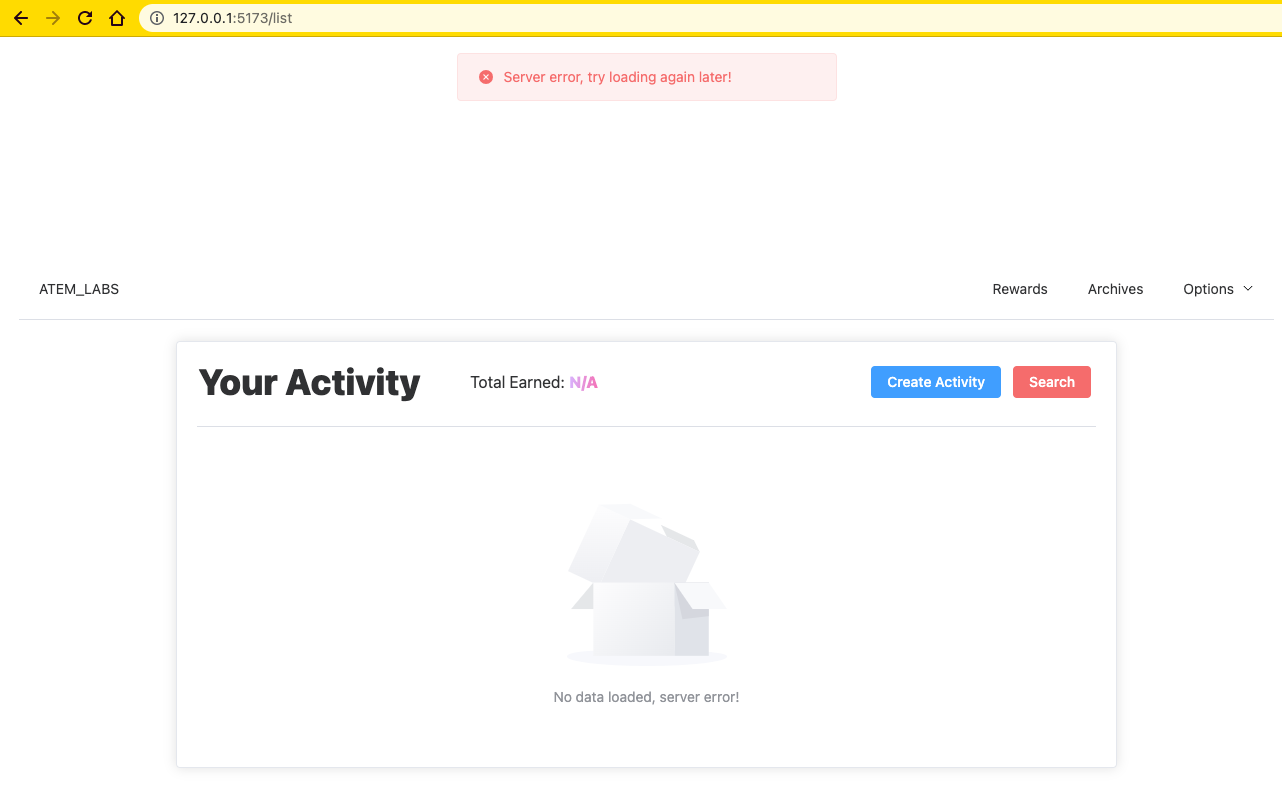 127.0.0.1:5173/list
Server error, try loading again later!
ATEM_LABS Rewards Archives Options
Your Activity Total Earned: N/A Create Activity Search
No data loaded, server error!